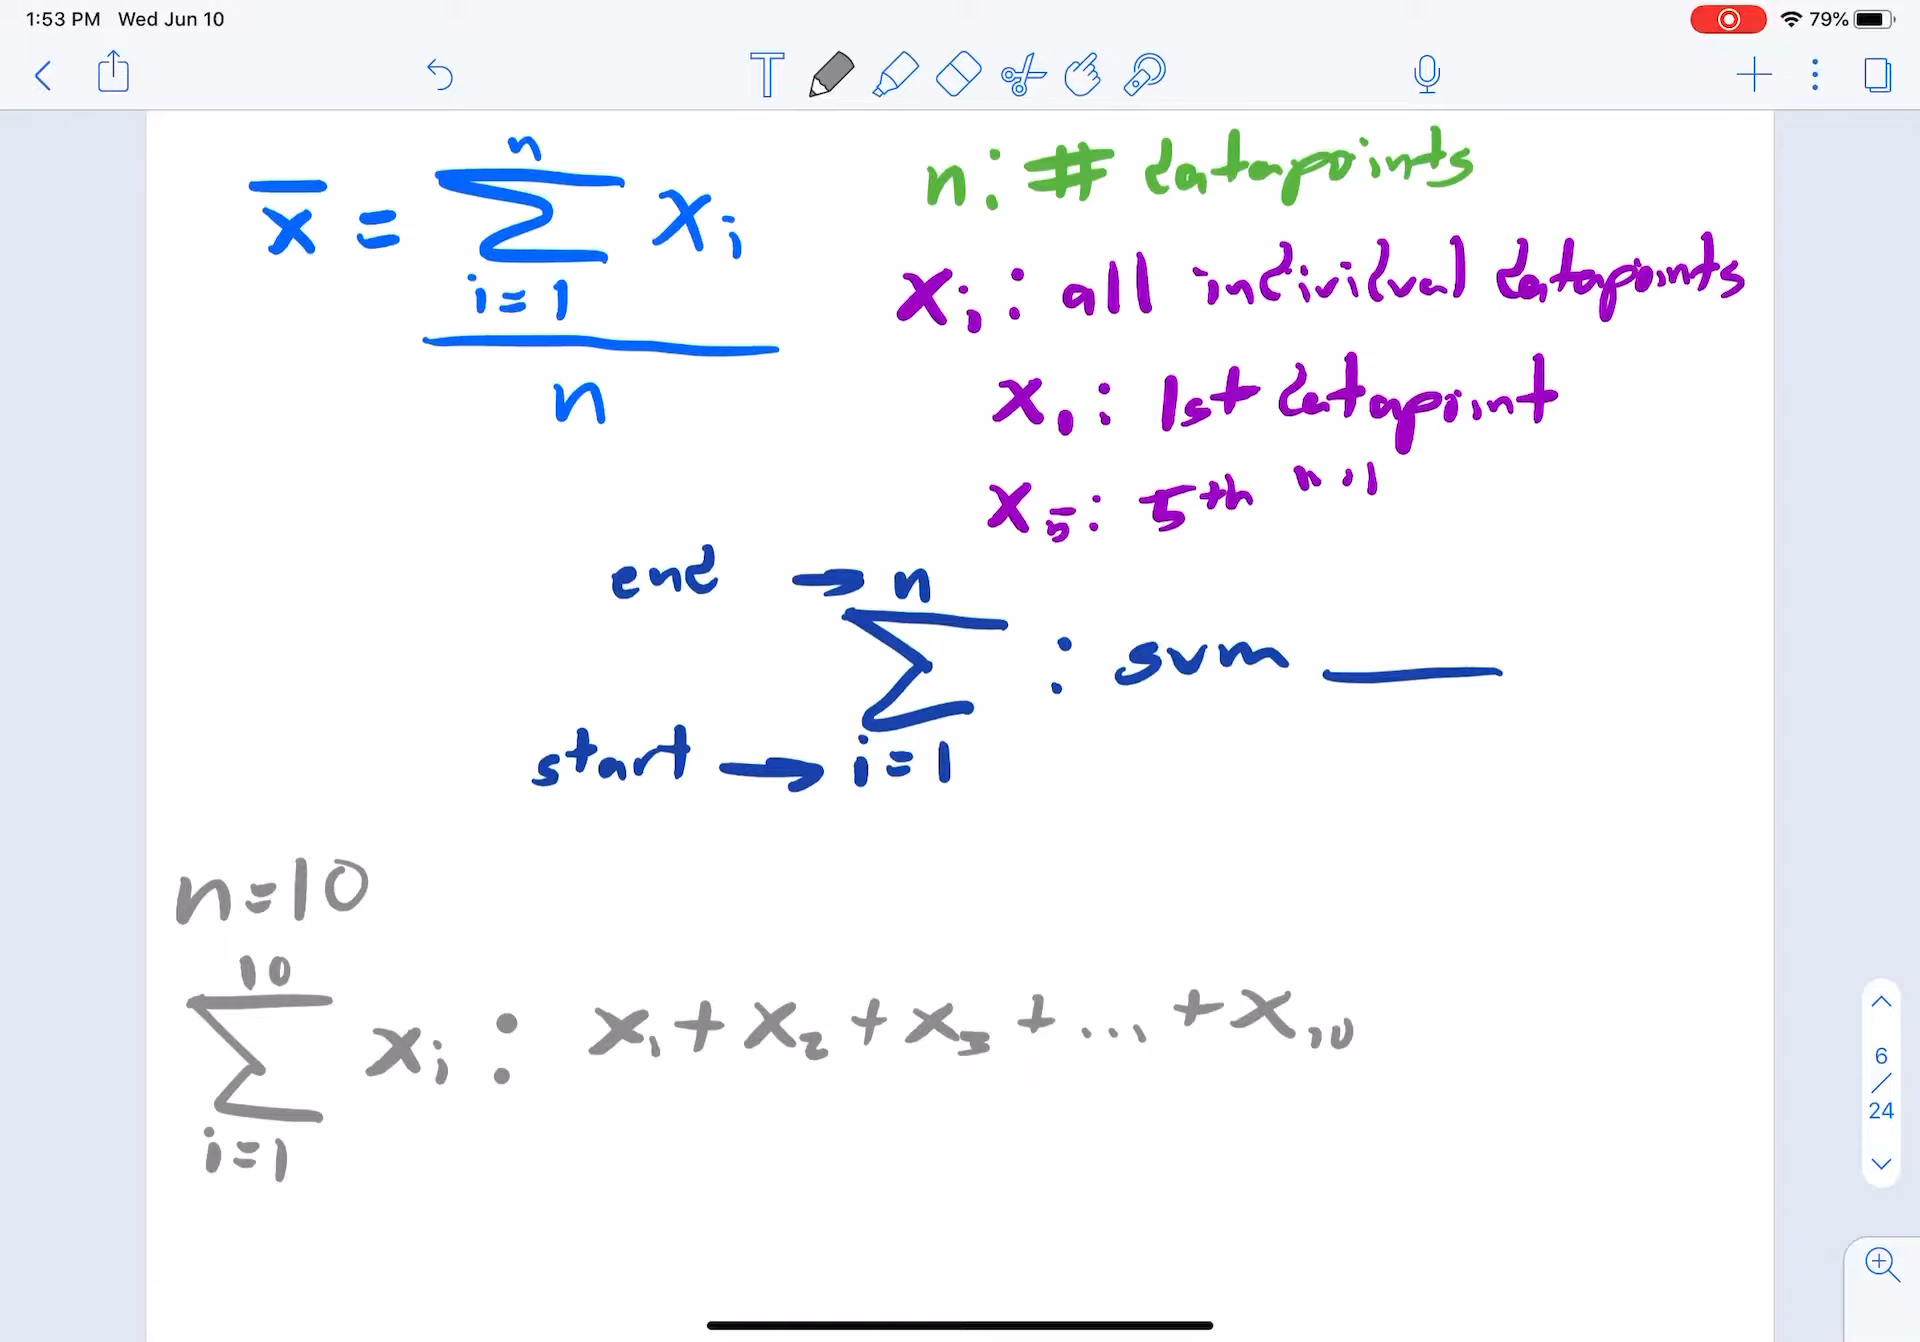 1:53 PM Wed Jun 10 79%
x̄ = n Σ i=1 xᵢ / n
n: # datapoints
xᵢ: all individual datapoints
x₁: 1st datapoint
x₅: 5th " "
end → n
Σ : sum ____
start → i=1
n=10
10
Σ xᵢ : x₁ + x₂ + x₃ + ... + x₁₀
i=1
6
/
24